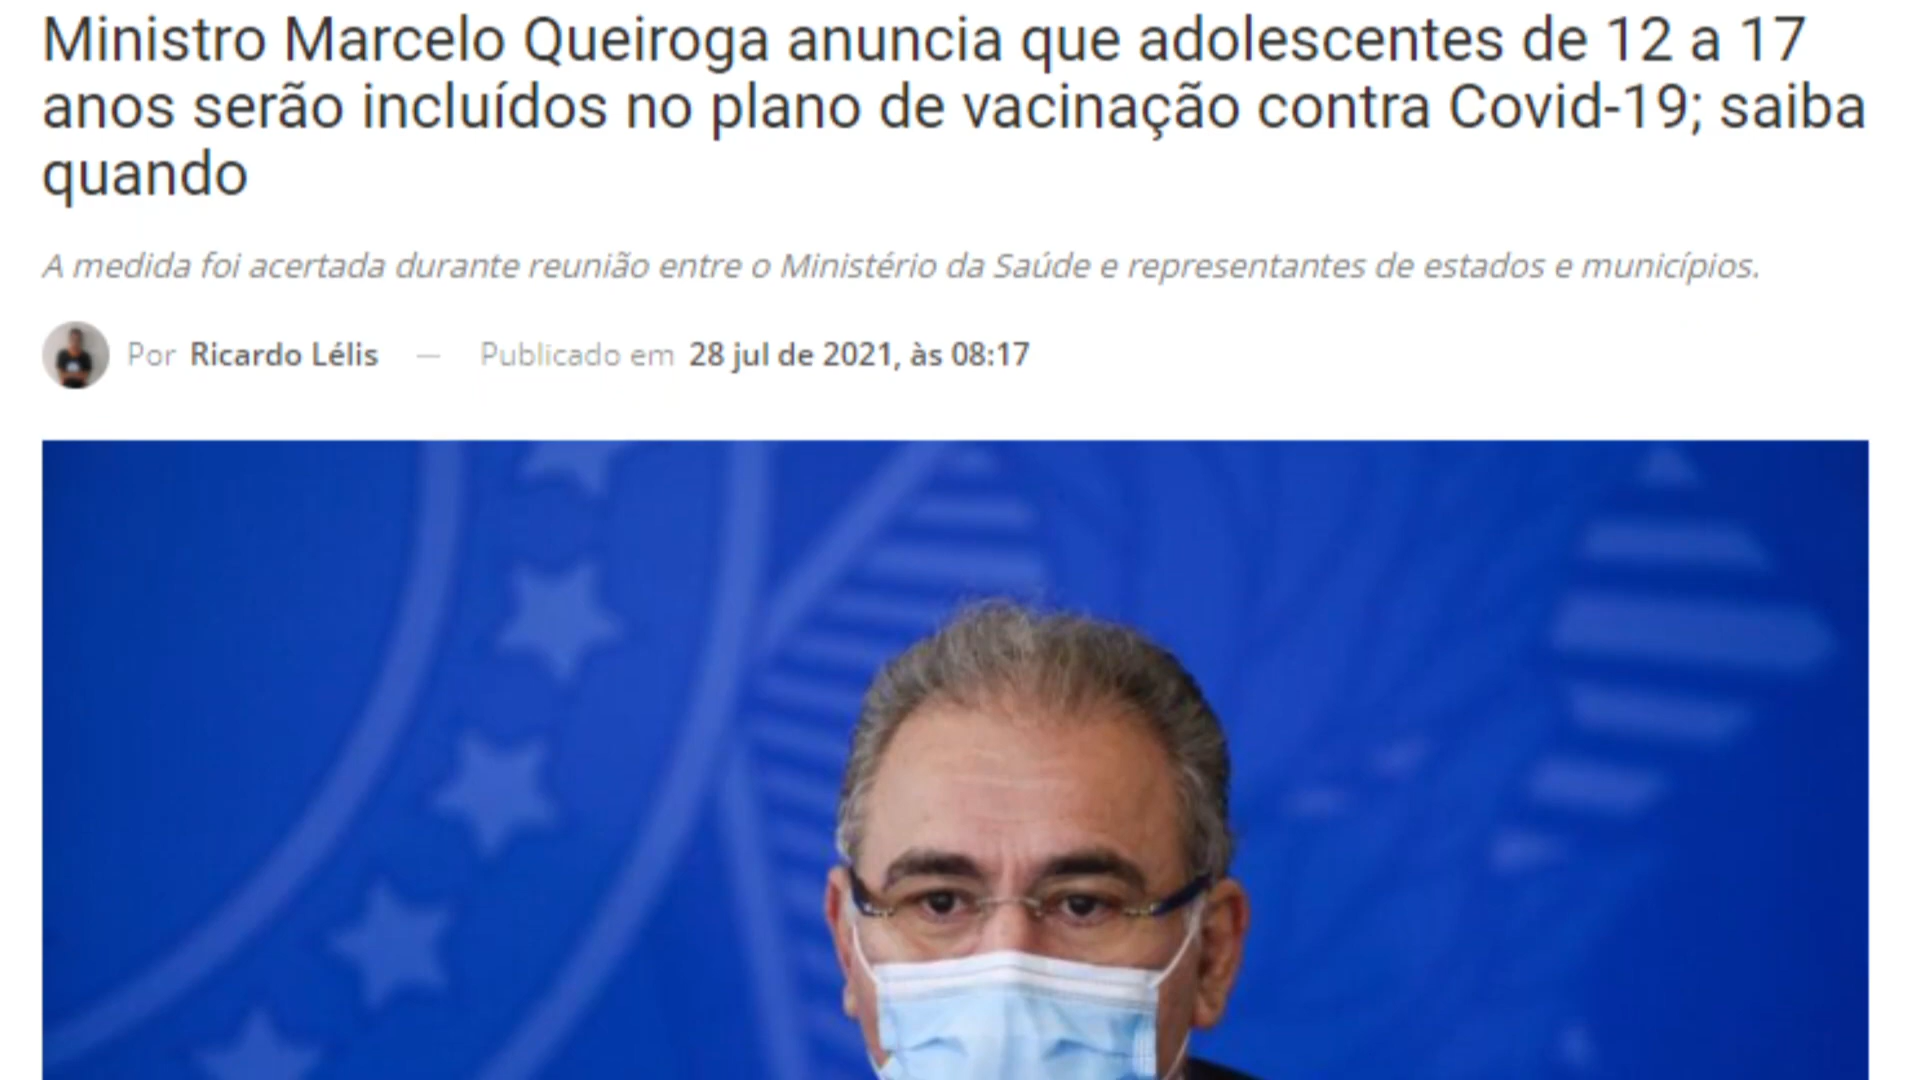 Ministro Marcelo Queiroga anuncia que adolescentes de 12 a 17
anos serão incluídos no plano de vacinação contra Covid-19; saiba
quando
A medida foi acertada durante reunião entre o Ministério da Saúde e representantes de estados e municípios.
Por Ricardo Lélis — Publicado em 28 jul de 2021, às 08:17